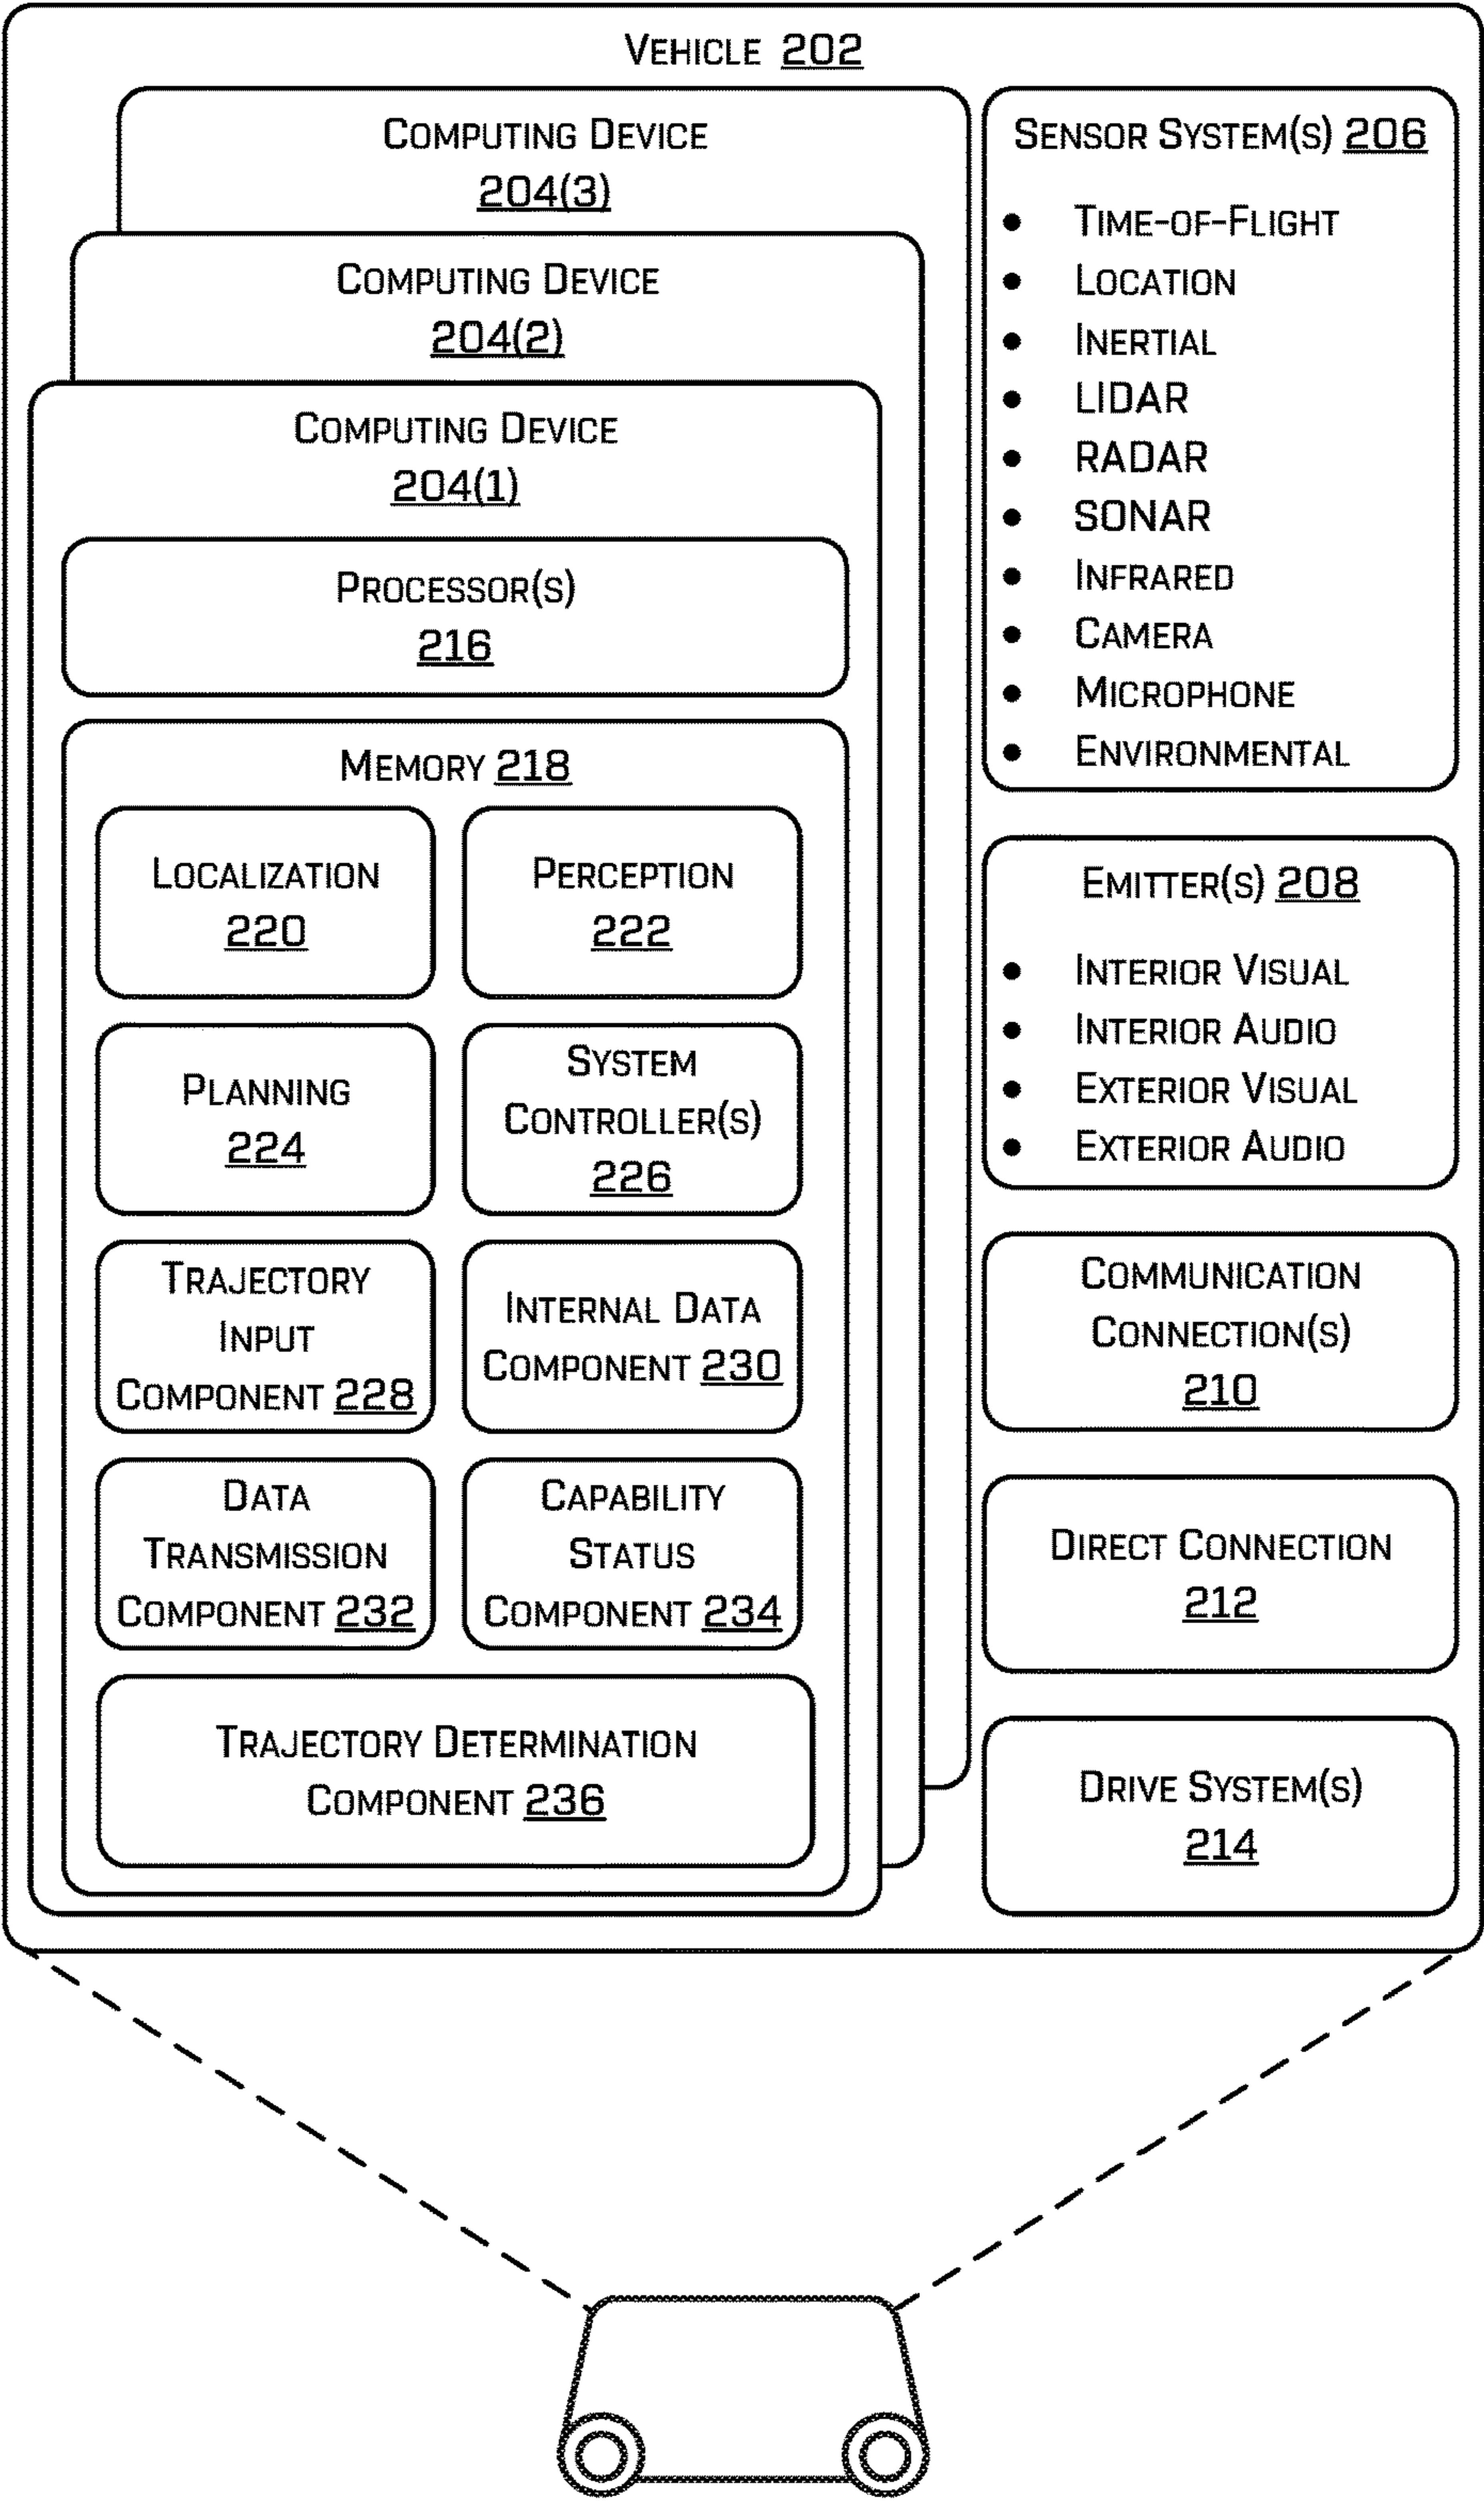 VEHICLE 202
COMPUTING DEVICE
204(3)
COMPUTING DEVICE
204(2)
COMPUTING DEVICE
204(1)
PROCESSOR(S)
216
MEMORY 218
LOCALIZATION
220
PERCEPTION
222
PLANNING
224
SYSTEM
CONTROLLER(S)
226
TRAJECTORY
INPUT
COMPONENT 228
INTERNAL DATA
COMPONENT 230
DATA
TRANSMISSION
COMPONENT 232
CAPABILITY
STATUS
COMPONENT 234
TRAJECTORY DETERMINATION
COMPONENT 236
SENSOR SYSTEM(S) 206
• TIME-OF-FLIGHT
• LOCATION
• INERTIAL
• LIDAR
• RADAR
• SONAR
• INFRARED
• CAMERA
• MICROPHONE
• ENVIRONMENTAL
EMITTER(S) 208
• INTERIOR VISUAL
• INTERIOR AUDIO
• EXTERIOR VISUAL
• EXTERIOR AUDIO
COMMUNICATION
CONNECTION(S)
210
DIRECT CONNECTION
212
DRIVE SYSTEM(S)
214